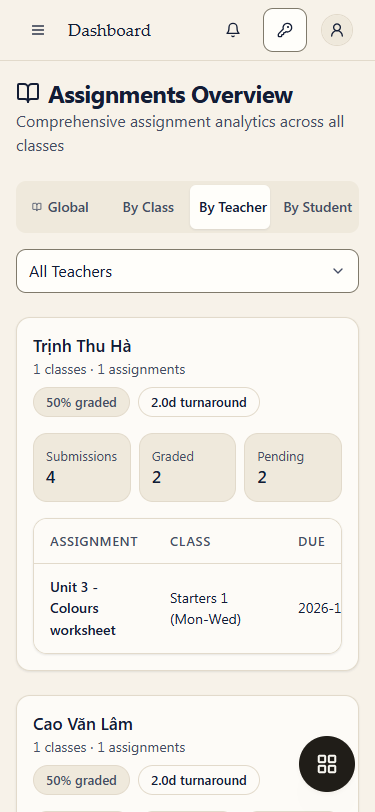 Dashboard
Assignments Overview
Comprehensive assignment analytics across all
classes
Global By Class By Teacher By Student
All Teachers
Trịnh Thu Hà
1 classes · 1 assignments
50% graded 2.0d turnaround
Submissions Graded Pending
4 2 2
ASSIGNMENT CLASS DUE
Unit 3 -
Colours
worksheet
Starters 1
(Mon-Wed)
2026-1
Cao Văn Lâm
1 classes · 1 assignments
50% graded 2.0d turnaround